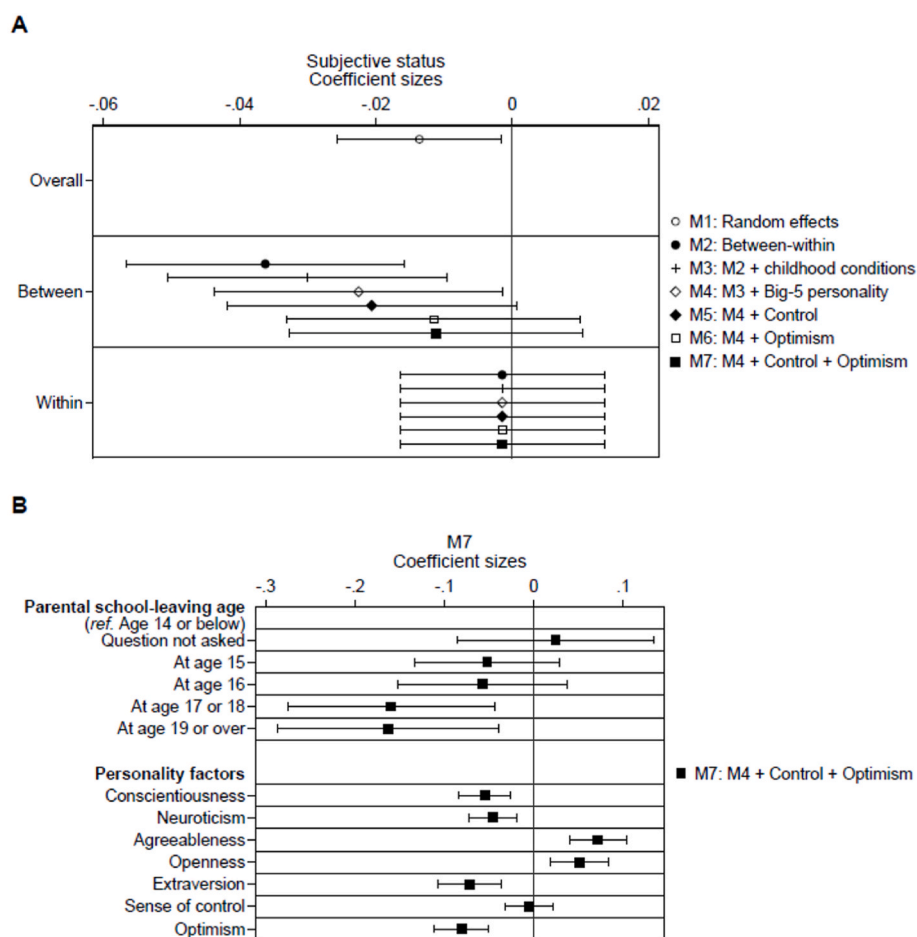 A
Subjective status
Coefficient sizes
-.06 -.04 -.02 0 .02
Overall
Between
Within
M1: Random effects
M2: Between-within
M3: M2 + childhood conditions
M4: M3 + Big-5 personality
M5: M4 + Control
M6: M4 + Optimism
M7: M4 + Control + Optimism
B
M7
Coefficient sizes
-.3 -.2 -.1 0 .1
Parental school-leaving age
(ref. Age 14 or below)
Question not asked
At age 15
At age 16
At age 17 or 18
At age 19 or over
Personality factors
Conscientiousness
Neuroticism
Agreeableness
Openness
Extraversion
Sense of control
Optimism
M7: M4 + Control + Optimism